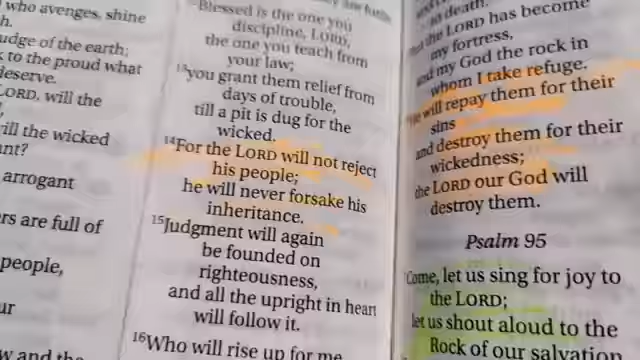 who avenges, shine
h.
udge of the earth;
to the proud what
deserve.
LORD, will the
ill the wicked
nt?
arrogant
rs are full of
people,
ur
w and the
Blessed is the one you
discipline, LORD,
the one you teach from
your law;
13you grant them relief from
days of trouble,
till a pit is dug for the
wicked.
14For the LORD will not reject
his people;
he will never forsake his
inheritance.
15Judgment will again
be founded on
righteousness,
and all the upright in heart
will follow it.
16Who will rise up for me
to death.
the LORD has become
my fortress,
and my God the rock in
whom I take refuge.
He will repay them for their
sins
and destroy them for their
wickedness;
the LORD our God will
destroy them.
Psalm 95
Come, let us sing for joy to
the LORD;
let us shout aloud to the
Rock of our salvation